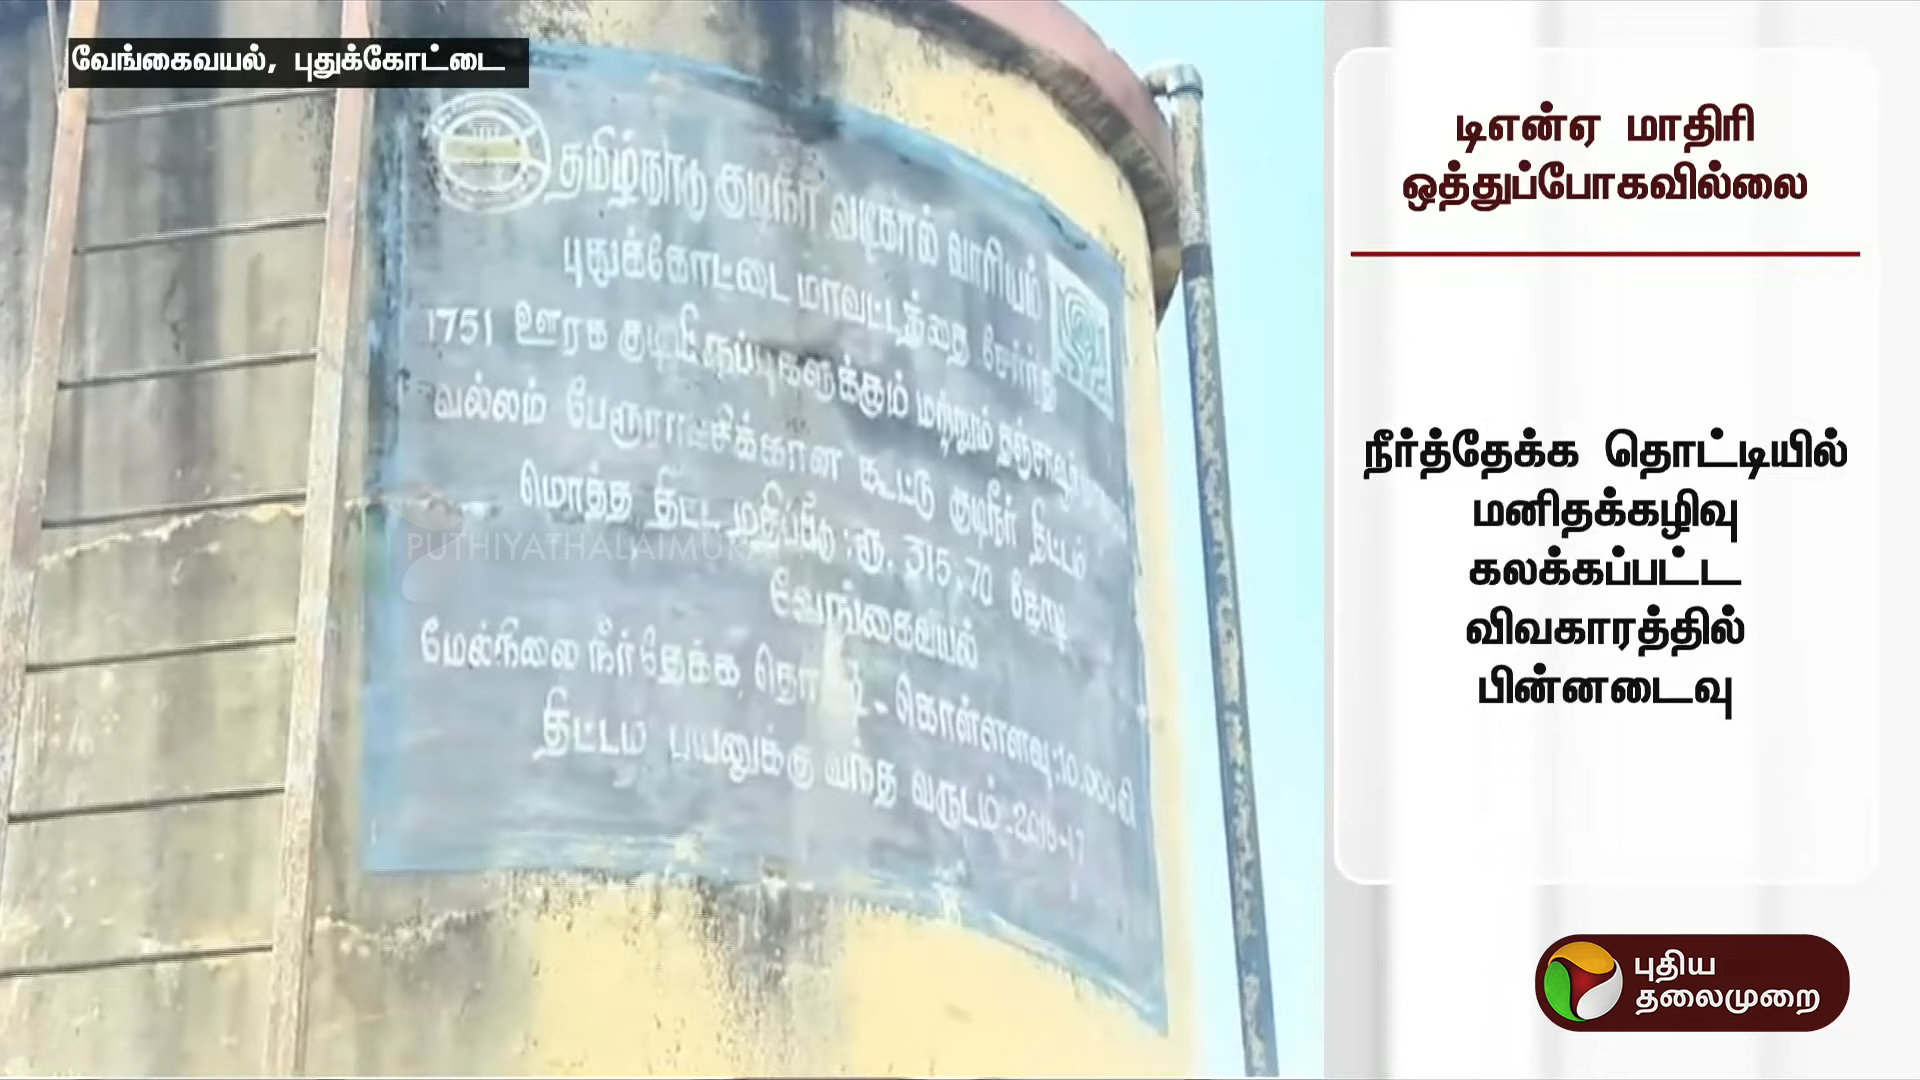 வேங்கைவயல், புதுக்கோட்டை
தமிழ்நாடு குடிநீர் வடிகால் வாரியம்
புதுக்கோட்டை மாவட்டத்தை சேர்ந்த
1751 ஊரக குடியிருப்புகளுக்கும் மற்றும் தஞ்சாவூர்
வல்லம் பேரூராட்சிக்கான கூட்டு குடிநீர் திட்டம்
மொத்த திட்ட மதிப்பீடு : ரூ. 315.70 கோடி
வேங்கைவயல்
மேல்நிலை நீர்தேக்க தொட்டி - கொள்ளளவு:10,000 லி
திட்டம் பயனுக்கு வந்த வருடம்-2016-17
PUTHIYATHALAIMURAI
டிஎன்ஏ மாதிரி
ஒத்துப்போகவில்லை
நீர்த்தேக்க தொட்டியில்
மனிதக்கழிவு
கலக்கப்பட்ட
விவகாரத்தில்
பின்னடைவு
புதிய
தலைமுறை